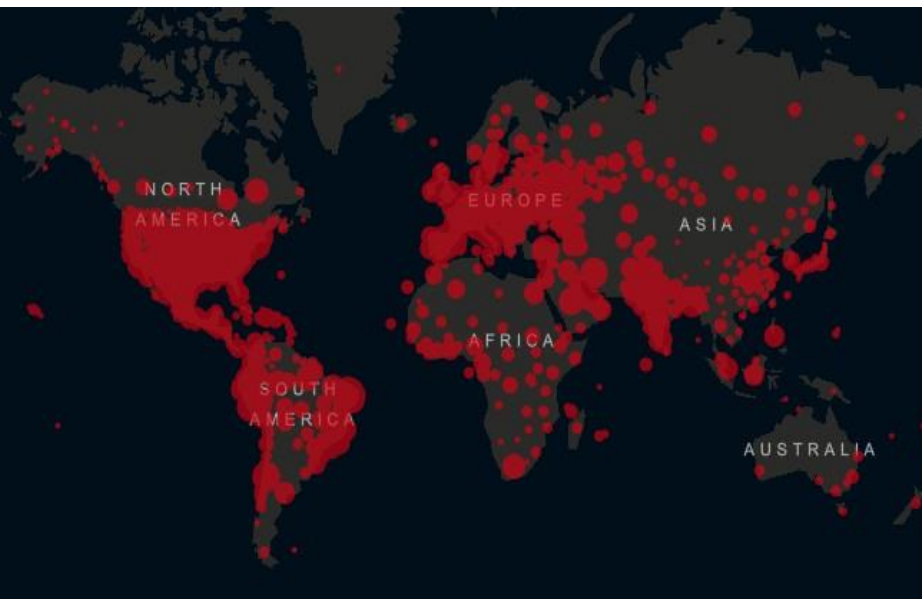 NORTH
AMERICA
EUROPE
ASIA
AFRICA
SOUTH
AMERICA
AUSTRALIA